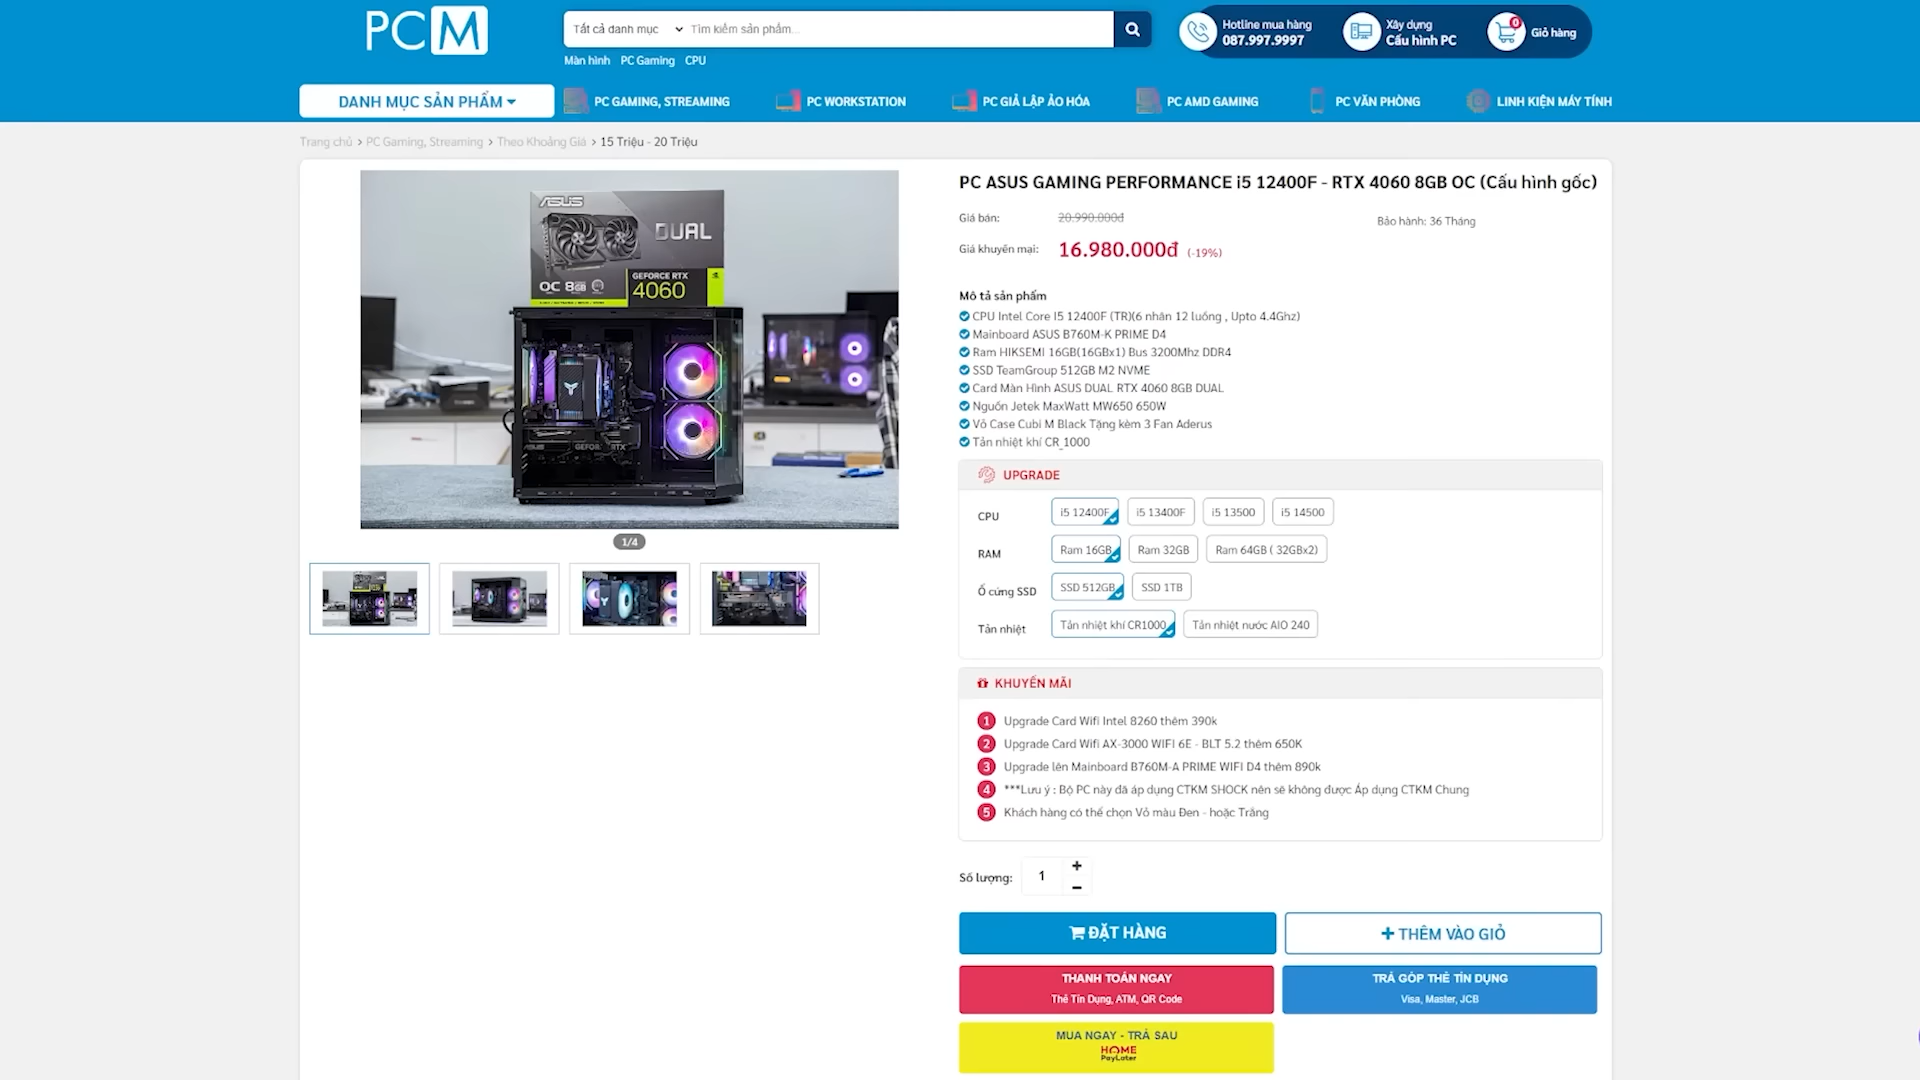 PCM
Tất cả danh mục
Tìm kiếm sản phẩm...
Hotline mua hàng
087.997.9997
Xây dựng
Cấu hình PC
0
Giỏ hàng
Màn hình PC Gaming CPU
DANH MỤC SẢN PHẨM
PC GAMING, STREAMING
PC WORKSTATION
PC GIẢ LẬP ẢO HÓA
PC AMD GAMING
PC VĂN PHÒNG
LINH KIỆN MÁY TÍNH
Trang chủ > PC Gaming, Streaming > Theo Khoảng Giá > 15 Triệu - 20 Triệu
ASUS
DUAL
GEFORCE RTX
OC 8GB
4060
1/4
PC ASUS GAMING PERFORMANCE i5 12400F - RTX 4060 8GB OC (Cấu hình gốc)
Giá bán: 20.990.000đ
Bảo hành: 36 Tháng
Giá khuyến mại: 16.980.000đ (-19%)
Mô tả sản phẩm
CPU Intel Core I5 12400F (TR)(6 nhân 12 luồng , Upto 4.4Ghz)
Mainboard ASUS B760M-K PRIME D4
Ram HIKSEMI 16GB(16GBx1) Bus 3200Mhz DDR4
SSD TeamGroup 512GB M2 NVME
Card Màn Hình ASUS DUAL RTX 4060 8GB DUAL
Nguồn Jetek MaxWatt MW650 650W
Vỏ Case Cubi M Black Tặng kèm 3 Fan Aderus
Tản nhiệt khí CR_1000
UPGRADE
CPU i5 12400F i5 13400F i5 13500 i5 14500
RAM Ram 16GB Ram 32GB Ram 64GB ( 32GBx2)
Ổ cứng SSD SSD 512GB SSD 1TB
Tản nhiệt Tản nhiệt khí CR1000 Tản nhiệt nước AIO 240
KHUYẾN MÃI
1 Upgrade Card Wifi Intel 8260 thêm 390k
2 Upgrade Card Wifi AX-3000 WIFI 6E - BLT 5.2 thêm 650K
3 Upgrade lên Mainboard B760M-A PRIME WIFI D4 thêm 890k
4 ***Lưu ý : Bộ PC này đã áp dụng CTKM SHOCK nên sẽ không được Áp dụng CTKM Chung
5 Khách hàng có thể chọn Vỏ màu Đen - hoặc Trắng
Số lượng: 1 + −
ĐẶT HÀNG
THÊM VÀO GIỎ
THANH TOÁN NGAY
Thẻ Tín Dụng, ATM, QR Code
TRẢ GÓP THẺ TÍN DỤNG
Visa, Master, JCB
MUA NGAY - TRẢ SAU
HOME
PayLater